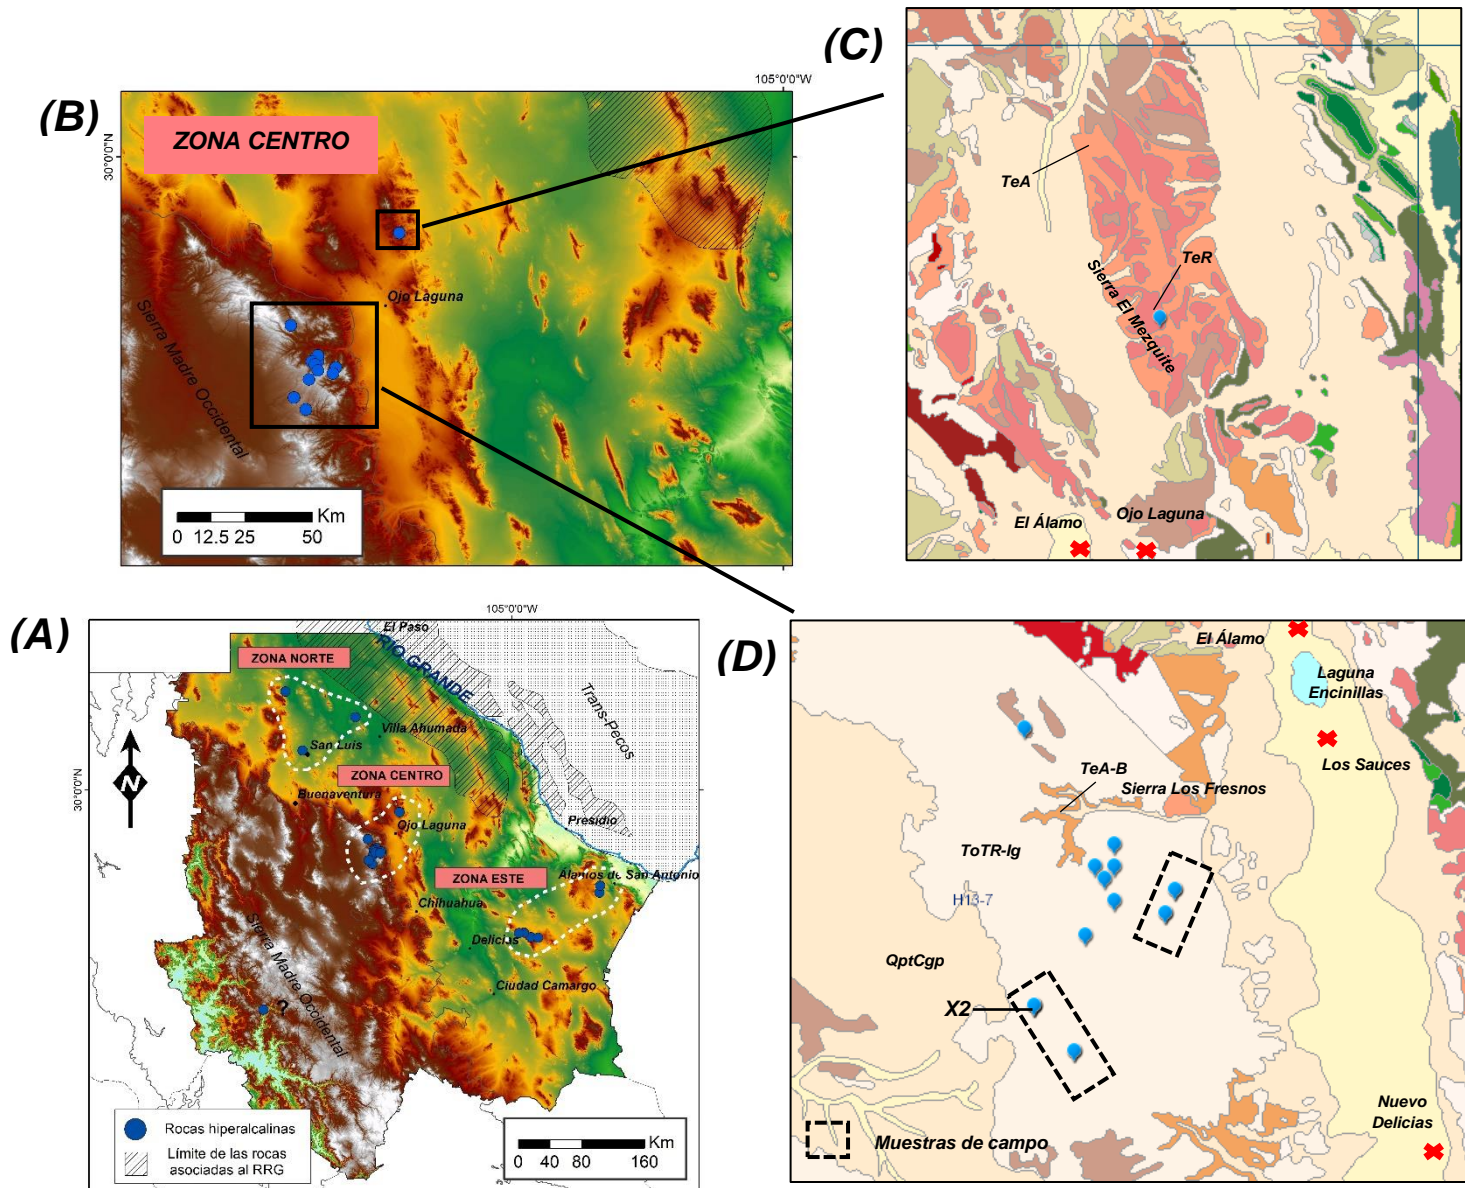 (B)
ZONA CENTRO
105°0'0"W
30°0'0"N
Ojo Laguna
Sierra Madre Occidental
Km
0 12.5 25 50
(C)
TeA
TeR
Sierra El Mezquite
El Álamo
Ojo Laguna
(A)
105°0'0"W
30°0'0"N
El Paso
RÍO GRANDE
ZONA NORTE
Trans-Pecos
Villa Ahumada
San Luis
ZONA CENTRO
Buenaventura
Ojo Laguna
Presidio
ZONA ESTE
Álamos de San Antonio
Chihuahua
Delicias
Ciudad Camargo
Sierra Madre Occidental
?
N
Rocas hiperalcalinas
Límite de las rocas
asociadas al RRG
Km
0 40 80 160
(D)
El Álamo
Laguna
Encinillas
Los Sauces
TeA-B
Sierra Los Fresnos
ToTR-Ig
H13-7
QptCgp
X2
Nuevo
Delicias
Muestras de campo